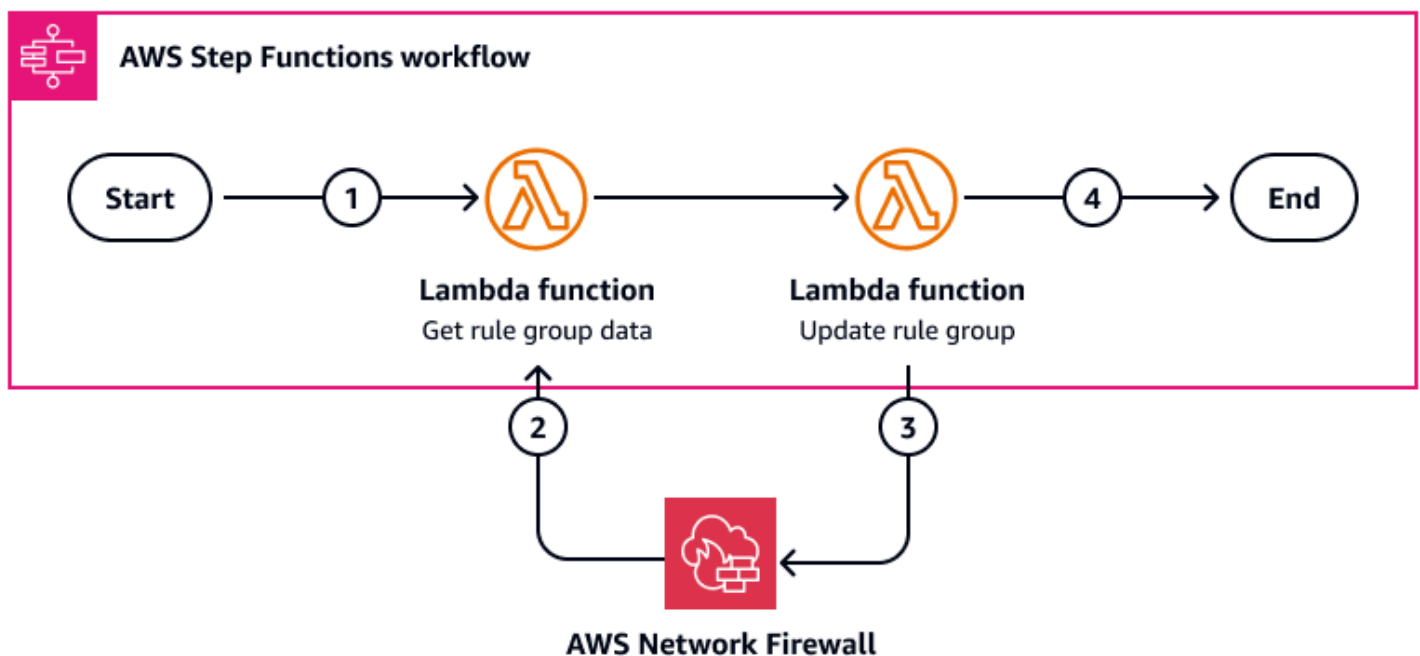 AWS Step Functions workflow
Start
1
4
End
Lambda function
Get rule group data
Lambda function
Update rule group
2
3
AWS Network Firewall